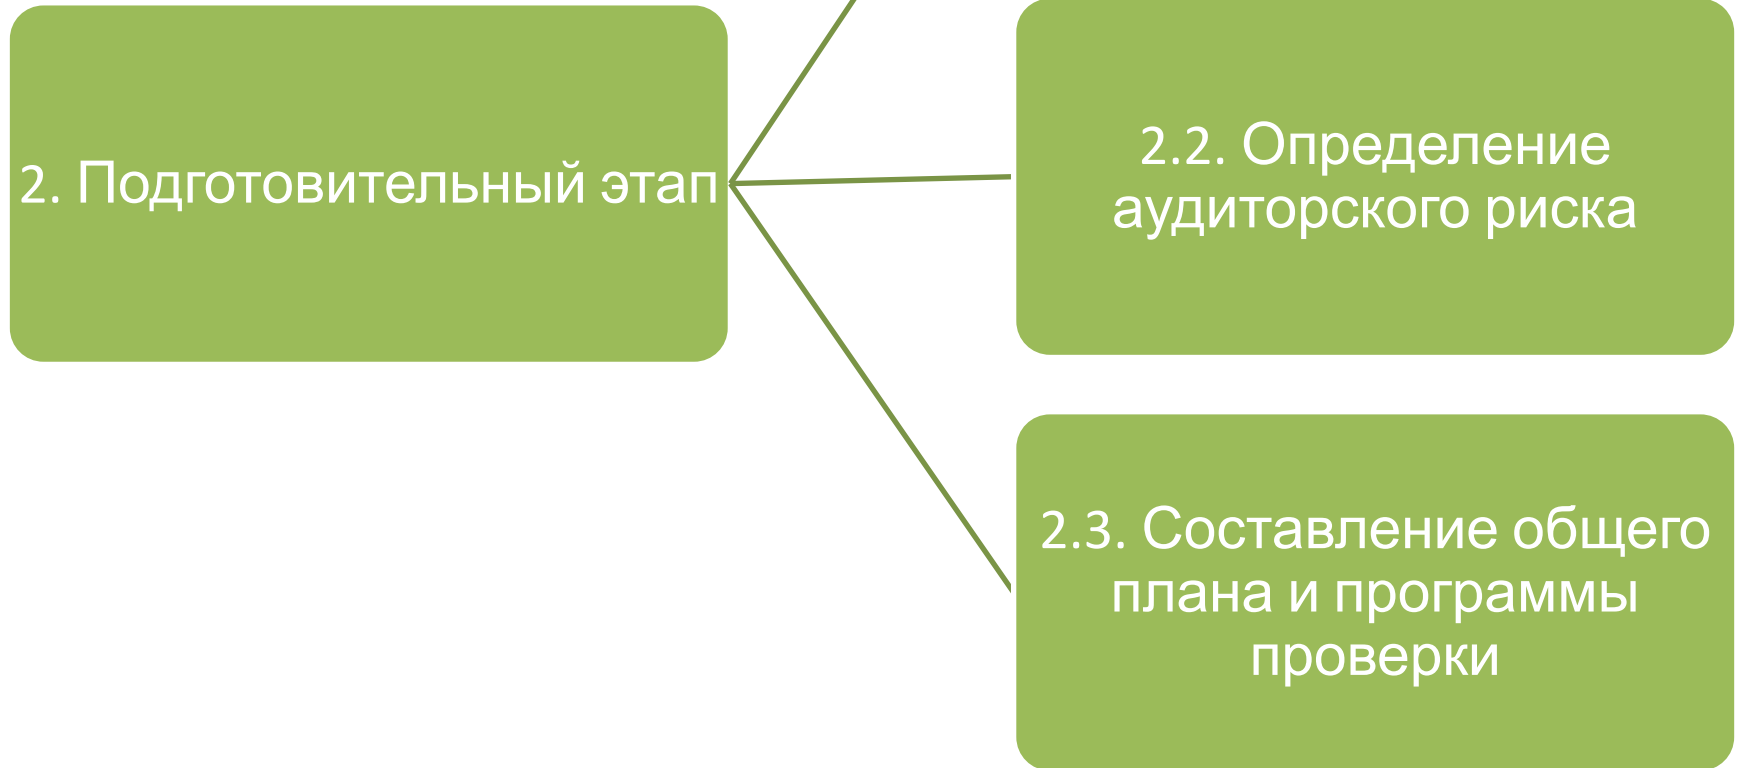 2. Подготовительный этап
2.2. Определение
аудиторского риска
2.3. Составление общего
плана и программы
проверки